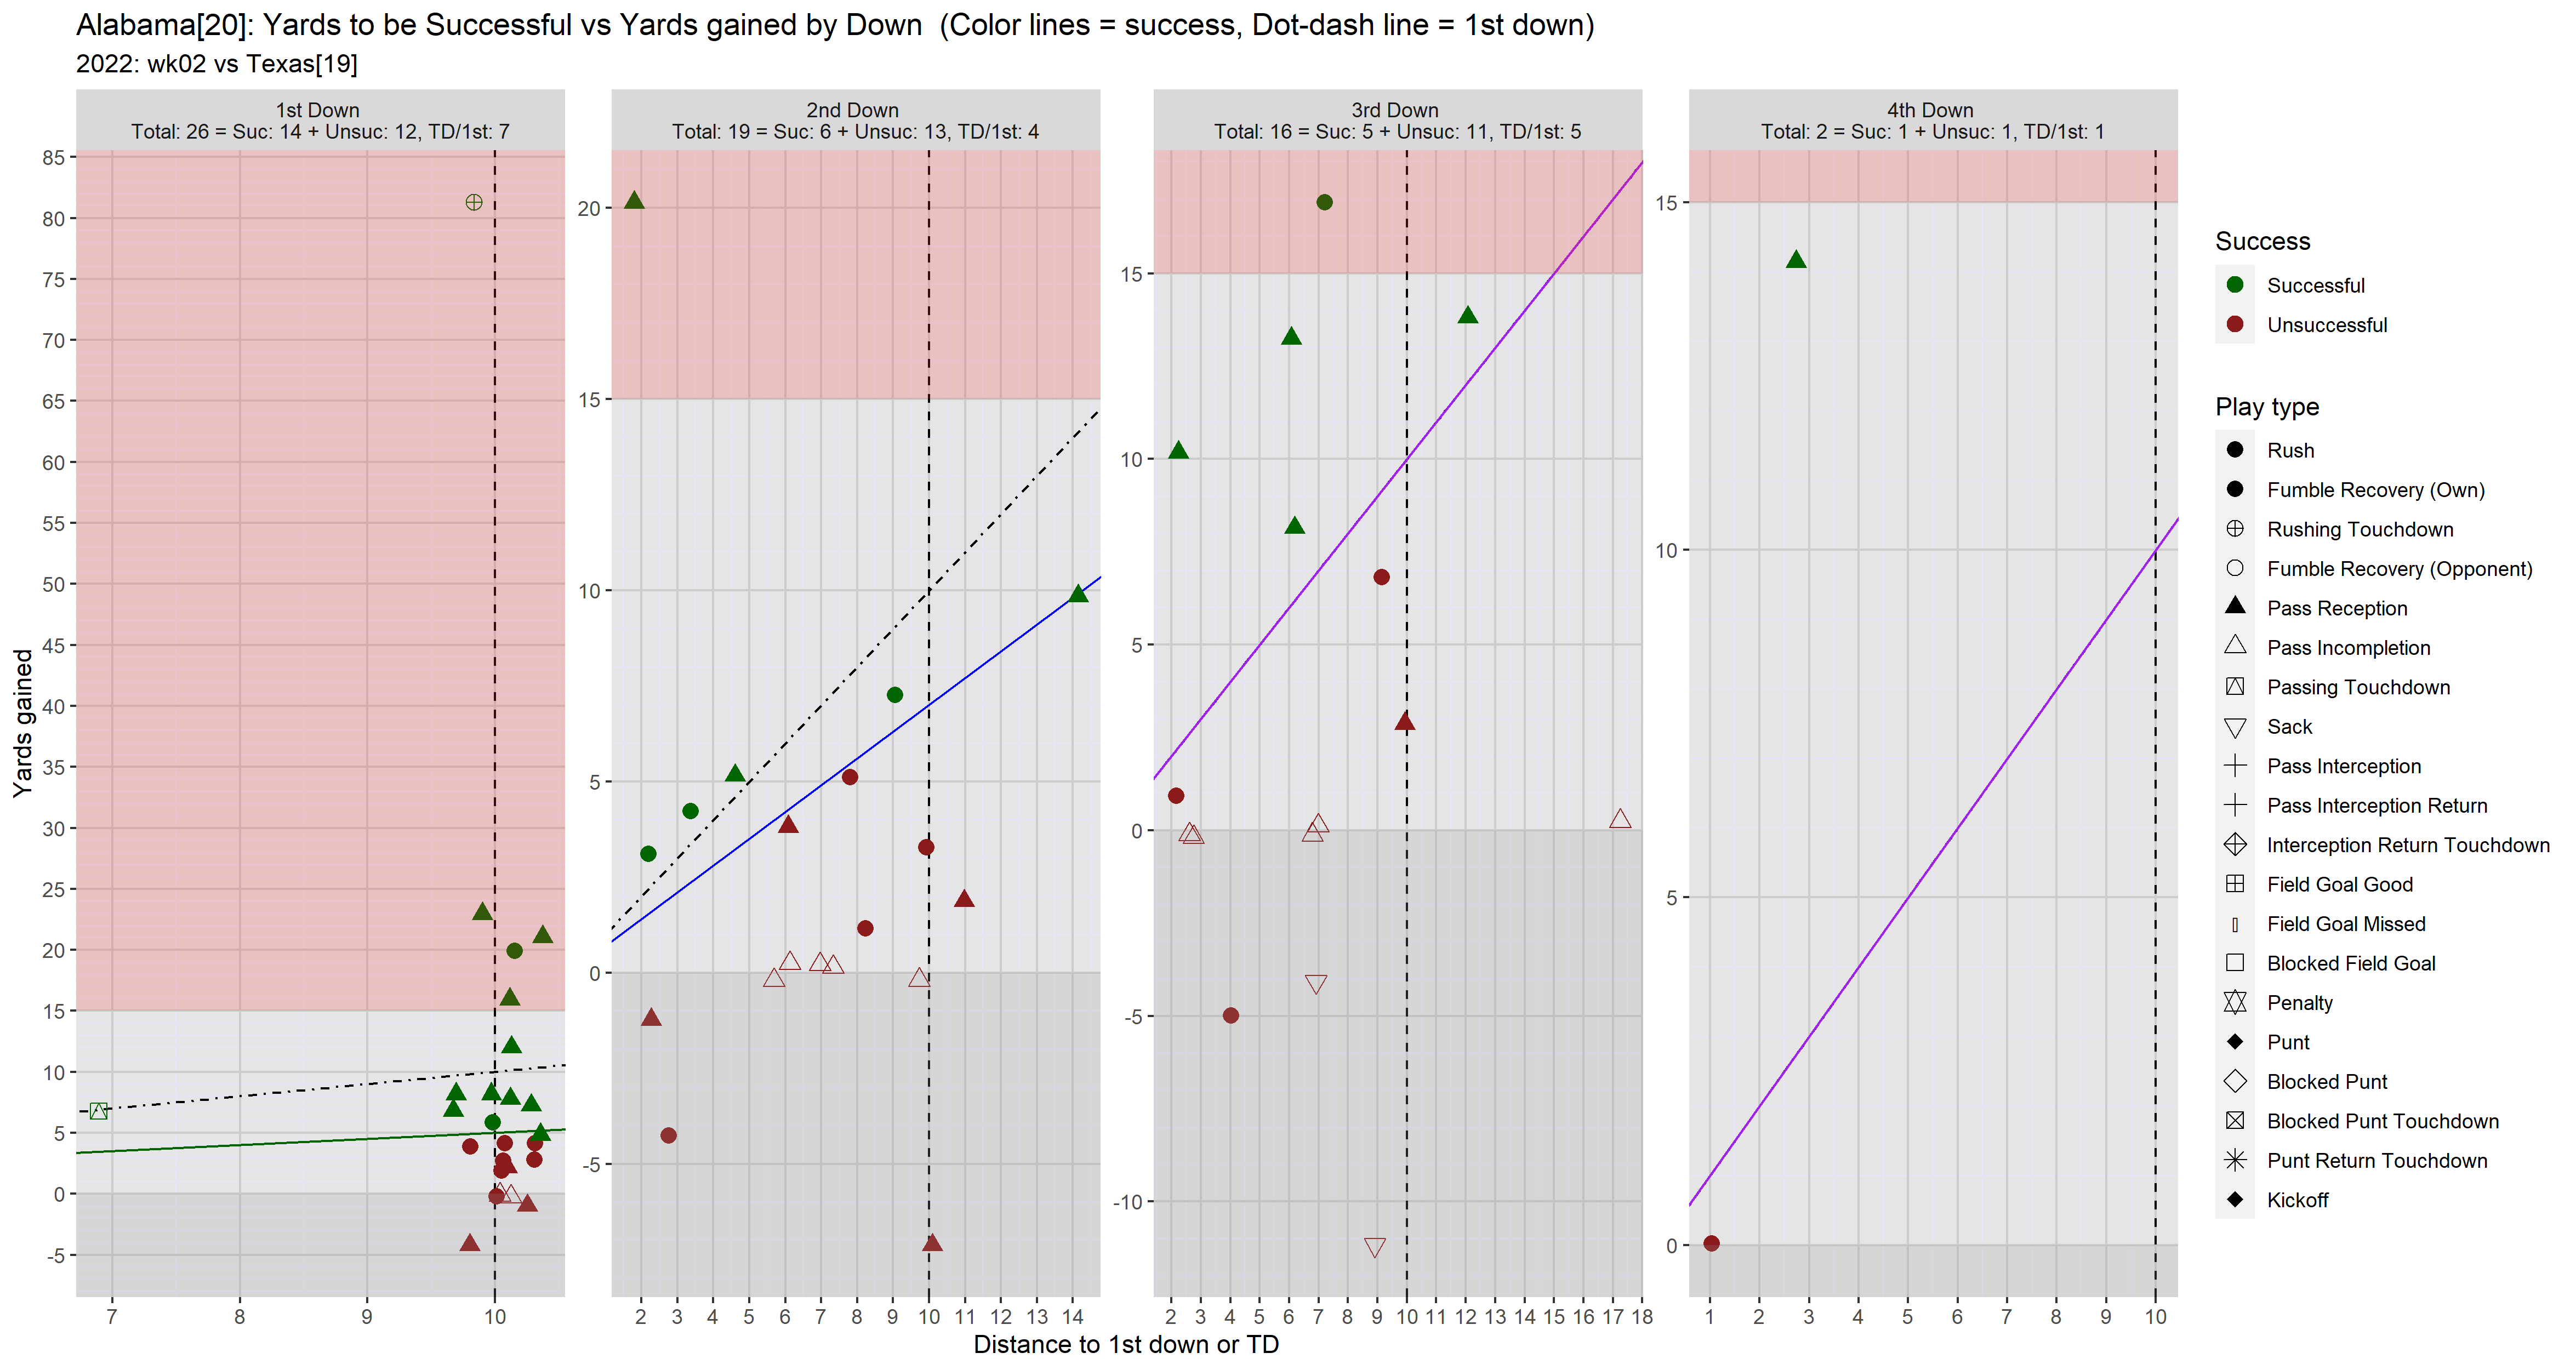 Alabama[20]: Yards to be Successful vs Yards gained by Down  (Color lines = success, Dot-dash line = 1st down)
2022: wk02 vs Texas[19]
1st Down
Total: 26 = Suc: 14 + Unsuc: 12, TD/1st: 7
2nd Down
Total: 19 = Suc: 6 + Unsuc: 13, TD/1st: 4
3rd Down
Total: 16 = Suc: 5 + Unsuc: 11, TD/1st: 5
4th Down
Total: 2 = Suc: 1 + Unsuc: 1, TD/1st: 1
Yards gained
85
80
75
70
65
60
55
50
45
40
35
30
25
20
15
10
5
0
-5
7 8 9 10
20
15
10
5
0
-5
2 3 4 5 6 7 8 9 10 11 12 13 14
15
10
5
0
-5
-10
2 3 4 5 6 7 8 9 10 11 12 13 14 15 16 17 18
15
10
5
0
1 2 3 4 5 6 7 8 9 10
Distance to 1st down or TD
Success
Successful
Unsuccessful
Play type
Rush
Fumble Recovery (Own)
Rushing Touchdown
Fumble Recovery (Opponent)
Pass Reception
Pass Incompletion
Passing Touchdown
Sack
Pass Interception
Pass Interception Return
Interception Return Touchdown
Field Goal Good
Field Goal Missed
Blocked Field Goal
Penalty
Punt
Blocked Punt
Blocked Punt Touchdown
Punt Return Touchdown
Kickoff